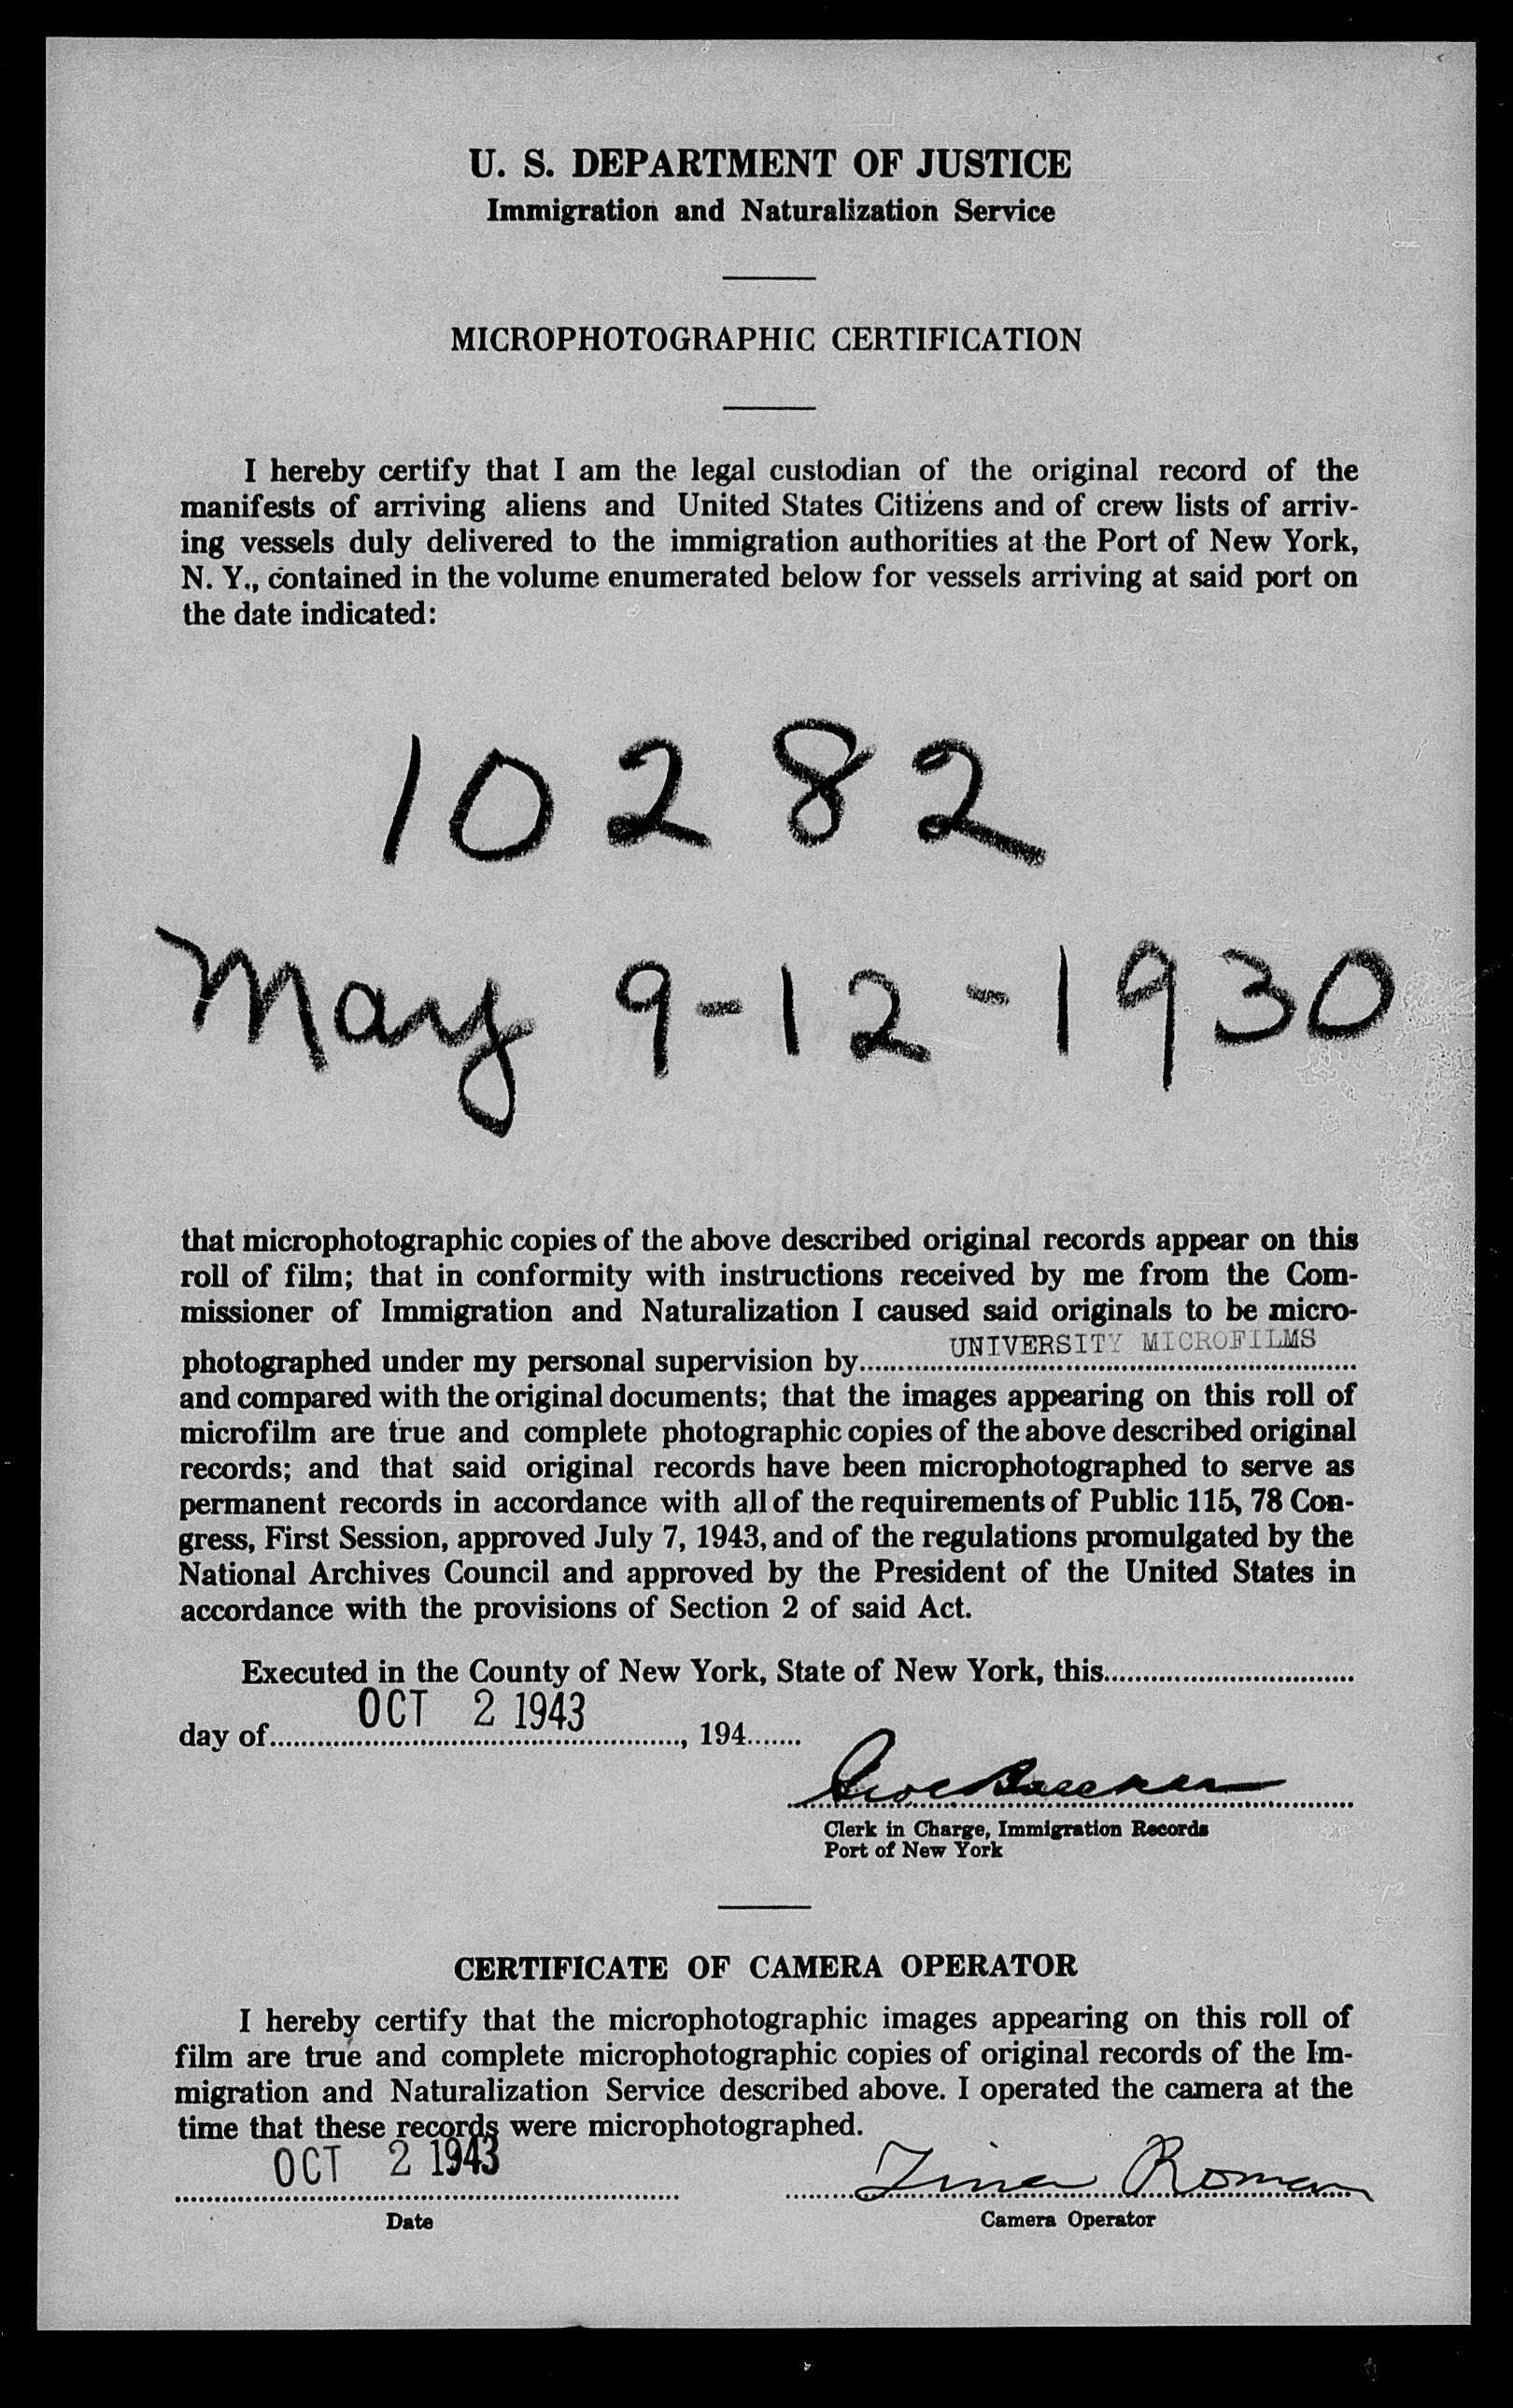 U. S. DEPARTMENT OF JUSTICE
Immigration and Naturalization Service
MICROPHOTOGRAPHIC CERTIFICATION
I hereby certify that I am the legal custodian of the original record of the
manifests of arriving aliens and United States Citizens and of crew lists of arriv-
ing vessels duly delivered to the immigration authorities at the Port of New York,
N. Y., contained in the volume enumerated below for vessels arriving at said port on
the date indicated:
10282
May 9-12-1930
that microphotographic copies of the above described original records appear on this
roll of film; that in conformity with instructions received by me from the Com-
missioner of Immigration and Naturalization I caused said originals to be micro-
photographed under my personal supervision by UNIVERSITY MICROFILMS
and compared with the original documents; that the images appearing on this roll of
microfilm are true and complete photographic copies of the above described original
records; and that said original records have been microphotographed to serve as
permanent records in accordance with all of the requirements of Public 115, 78 Con-
gress, First Session, approved July 7, 1943, and of the regulations promulgated by the
National Archives Council and approved by the President of the United States in
accordance with the provisions of Section 2 of said Act.
Executed in the County of New York, State of New York, this
day of OCT 2 1943, 194
Clerk in Charge, Immigration Records
Port of New York
CERTIFICATE OF CAMERA OPERATOR
I hereby certify that the microphotographic images appearing on this roll of
film are true and complete microphotographic copies of original records of the Im-
migration and Naturalization Service described above. I operated the camera at the
time that these records were microphotographed.
OCT 2 1943 Roman
Date Camera Operator